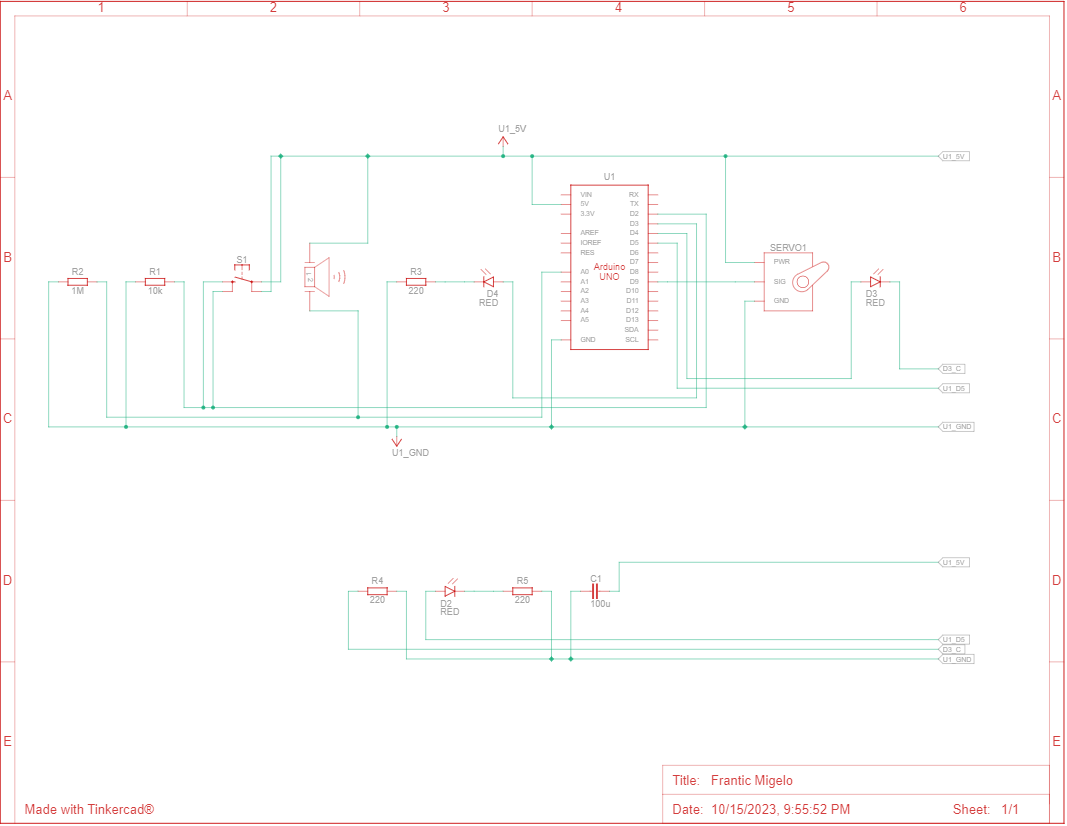 1 2 3 4 5 6
A A
U1_5V
U1_5V
U1
VIN RX
5V TX
3.3V D2
D3
AREF D4
IOREF D5
RES D6
D7
A0 D8
A1 D9
A2 D10
A3 D11
A4 D12
A5 D13
SDA
GND SCL
Arduino
UNO
SERVO1
PWR
SIG
GND
B B
R2
1M
R1
10k
S1
R3
220
D4
RED
D3
RED
D3_C
U1_D5
C C
U1_GND
U1_GND
U1_5V
D D
R4
220
D2
RED
R5
220
C1
100u
U1_D5
D3_C
U1_GND
E E
Title: Frantic Migelo
Made with Tinkercad®
Date: 10/15/2023, 9:55:52 PM Sheet: 1/1